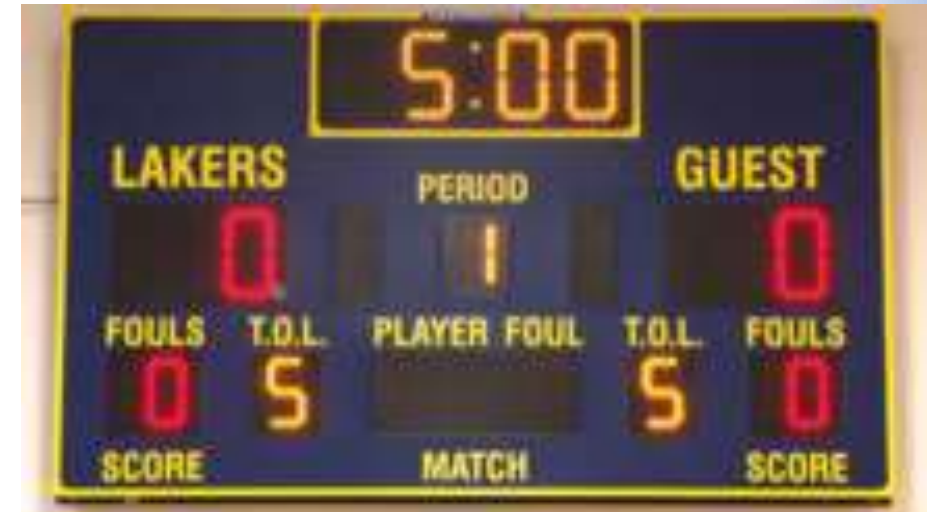 5:00
LAKERS GUEST
PERIOD
0 1 0
FOULS T.O.L. PLAYER FOUL T.O.L. FOULS
0 5 5 0
SCORE MATCH SCORE